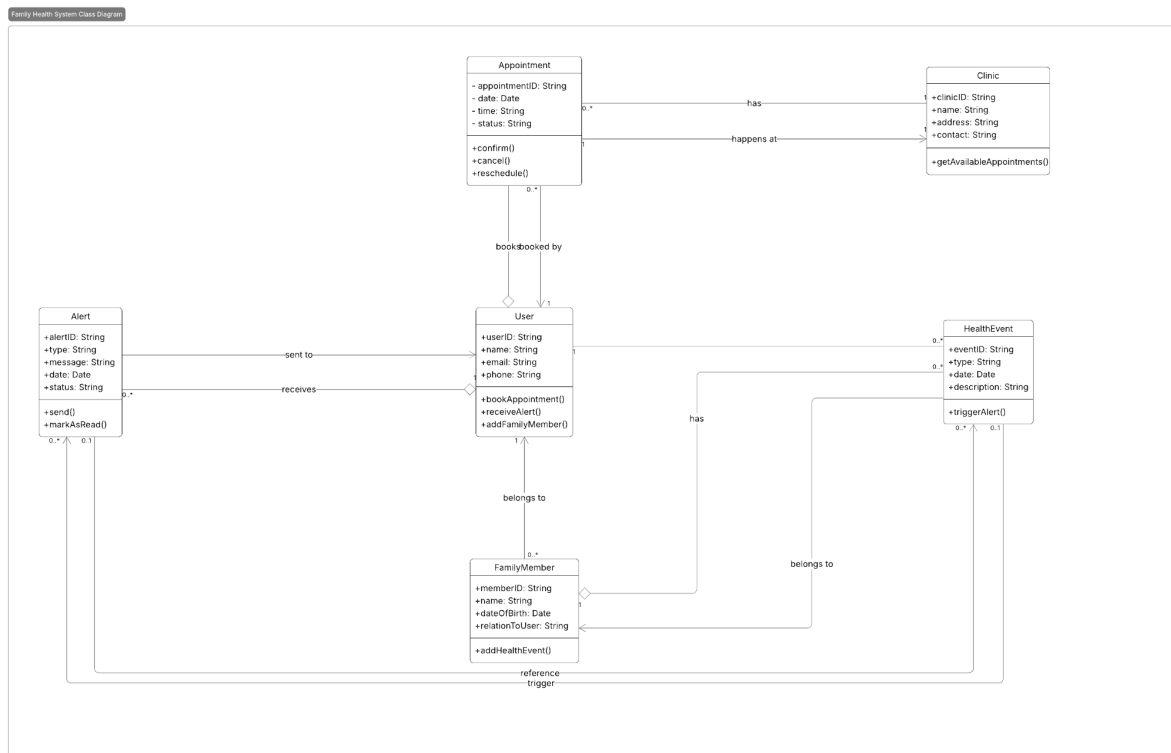 Family Health System Class Diagram
Appointment
- appointmentID: String
- date: Date
- time: String
- status: String
+confirm()
+cancel()
+reschedule()
Clinic
+clinicID: String
+name: String
+address: String
+contact: String
+getAvailableAppointments()
0..*
has
1
1
happens at
1
0..*
books
booked by
1
Alert
+alertID: String
+type: String
+message: String
+date: Date
+status: String
+send()
+markAsRead()
sent to
receives
0..*
1
User
+userID: String
+name: String
+email: String
+phone: String
+bookAppointment()
+receiveAlert()
+addFamilyMember()
1
0..*
0..*
HealthEvent
+eventID: String
+type: String
+date: Date
+description: String
+triggerAlert()
has
0..*
0..1
0..*
0..1
1
belongs to
0..*
FamilyMember
+memberID: String
+name: String
+dateOfBirth: Date
+relationToUser: String
+addHealthEvent()
1
belongs to
reference
trigger